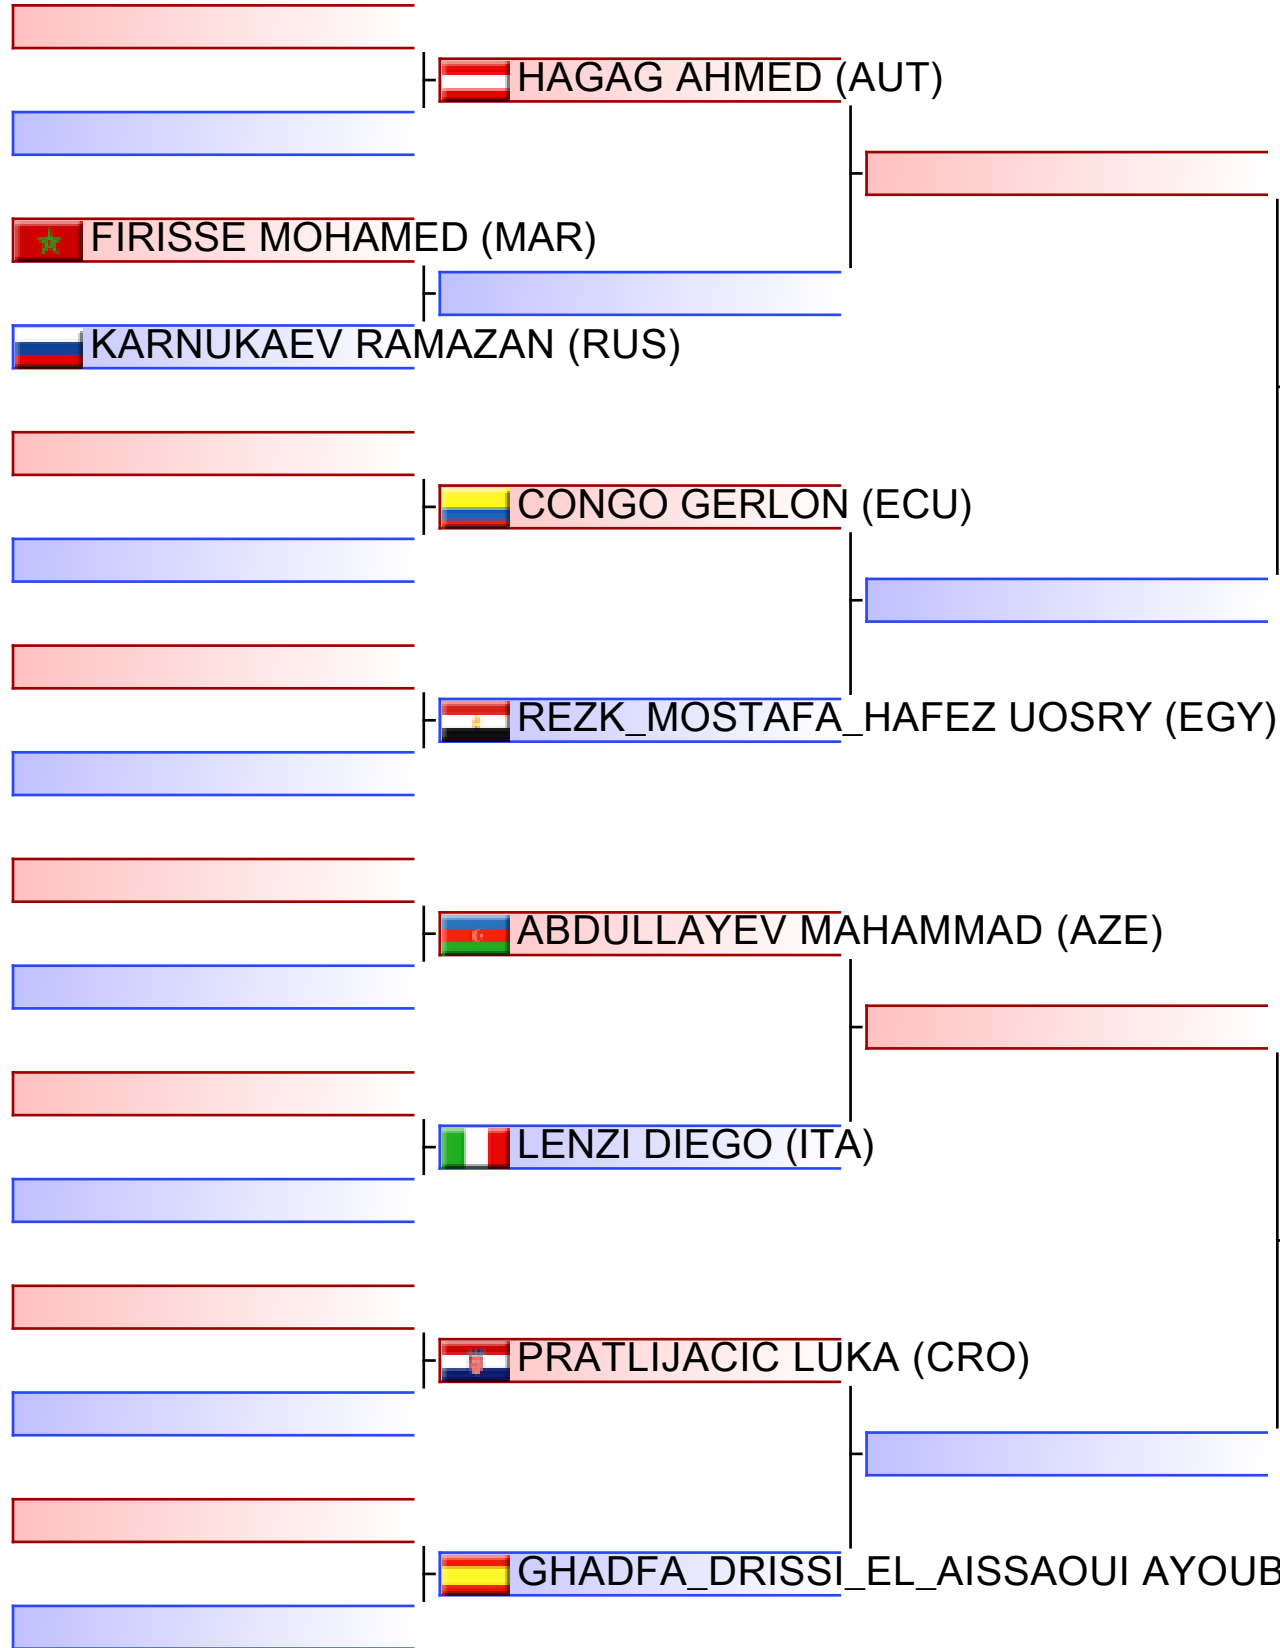 HAGAG AHMED (AUT)
FIRISSE MOHAMED (MAR)
KARNUKAEV RAMAZAN (RUS)
CONGO GERLON (ECU)
REZK_MOSTAFA_HAFEZ UOSRY (EGY)
ABDULLAYEV MAHAMMAD (AZE)
LENZI DIEGO (ITA)
PRATLIJACIC LUKA (CRO)
GHADFA_DRISSI_EL_AISSAOUI AYOUB